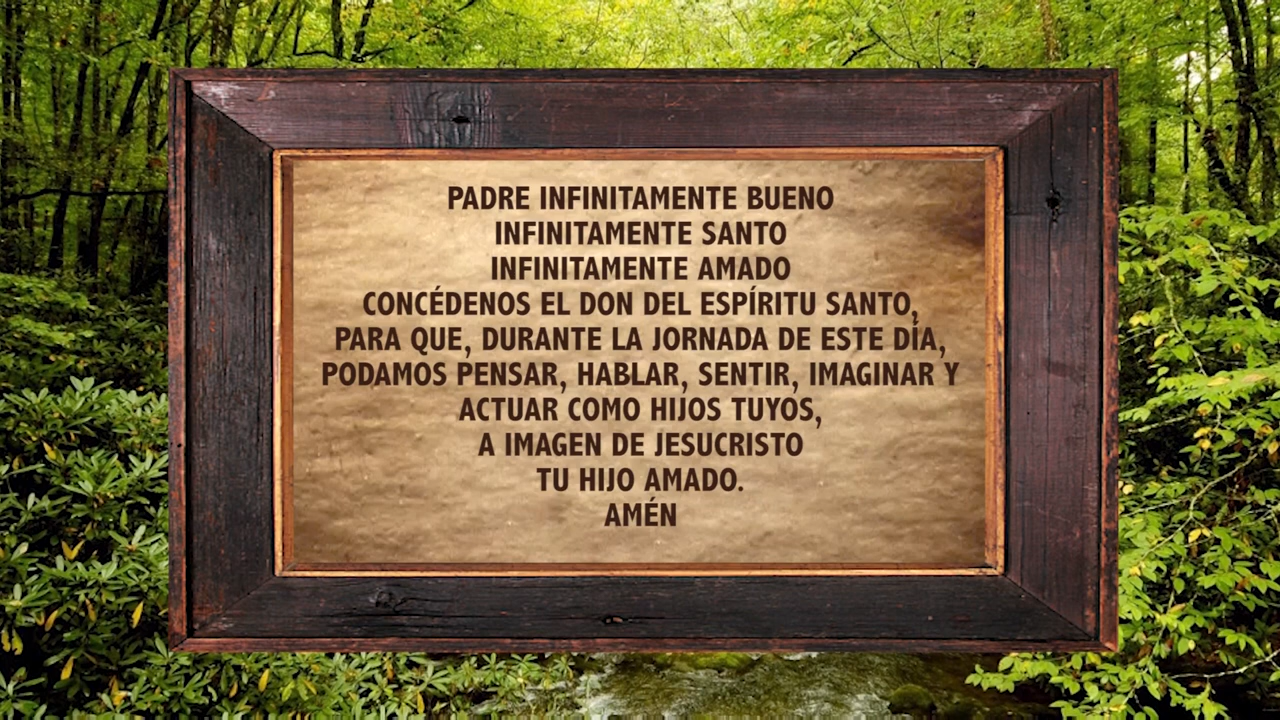 PADRE INFINITAMENTE BUENO
INFINITAMENTE SANTO
INFINITAMENTE AMADO
CONCÉDENOS EL DON DEL ESPÍRITU SANTO,
PARA QUE, DURANTE LA JORNADA DE ESTE DÍA,
PODAMOS PENSAR, HABLAR, SENTIR, IMAGINAR Y
ACTUAR COMO HIJOS TUYOS,
A IMAGEN DE JESUCRISTO
TU HIJO AMADO.
AMÉN